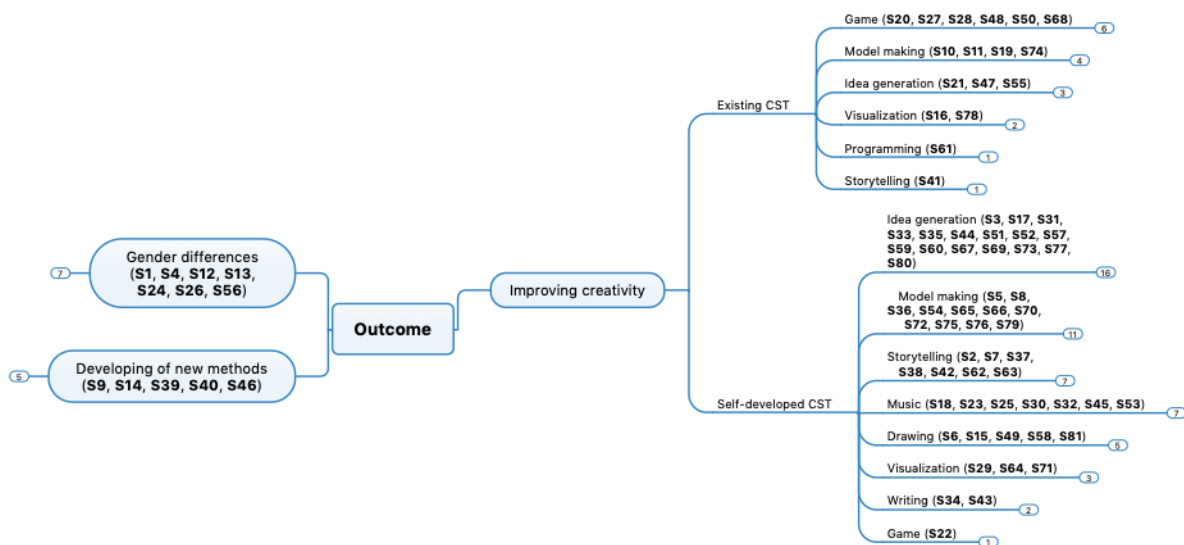 Game (S20, S27, S28, S48, S50, S68)
6
Model making (S10, S11, S19, S74)
4
Idea generation (S21, S47, S55)
3
Existing CST
Visualization (S16, S78)
2
Programming (S61)
1
Storytelling (S41)
1
Gender differences
(S1, S4, S12, S13,
S24, S26, S56)
7
Improving creativity
Outcome
Developing of new methods
(S9, S14, S39, S40, S46)
5
Idea generation (S3, S17, S31,
S33, S35, S44, S51, S52, S57,
S59, S60, S67, S69, S73, S77,
S80)
16
Model making (S5, S8,
S36, S54, S65, S66, S70,
S72, S75, S76, S79)
11
Storytelling (S2, S7, S37,
S38, S42, S62, S63)
7
Self-developed CST
Music (S18, S23, S25, S30, S32, S45, S53)
7
Drawing (S6, S15, S49, S58, S81)
5
Visualization (S29, S64, S71)
3
Writing (S34, S43)
2
Game (S22)
1